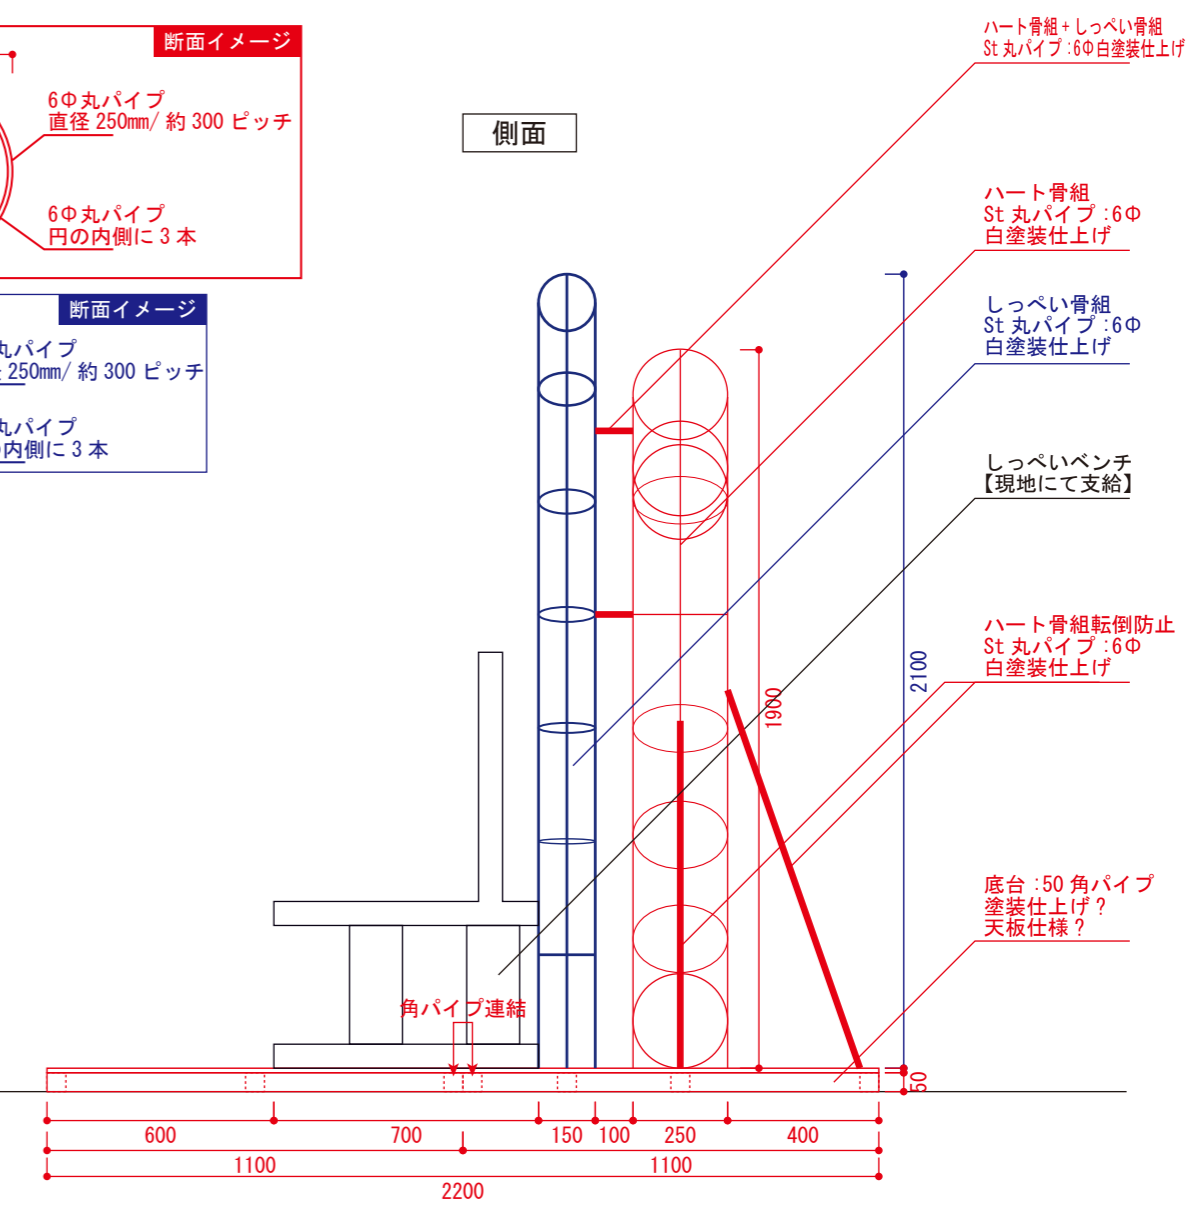 断面イメージ
6Φ丸パイプ
直径 250mm/ 約 300 ピッチ
6Φ丸パイプ
円の内側に 3 本
断面イメージ
丸パイプ
250mm/ 約 300 ピッチ
丸パイプ
内側に 3 本
側面
ハート骨組 + しっぺい骨組
St 丸パイプ :6Φ白塗装仕上げ
ハート骨組
St 丸パイプ :6Φ
白塗装仕上げ
しっぺい骨組
St 丸パイプ :6Φ
白塗装仕上げ
しっぺいベンチ
【現地にて支給】
ハート骨組転倒防止
St 丸パイプ :6Φ
白塗装仕上げ
底台 :50 角パイプ
塗装仕上げ？
天板仕様？
2100
1900
50
角パイプ連結
600 700 150 100 250 400
1100 1100
2200